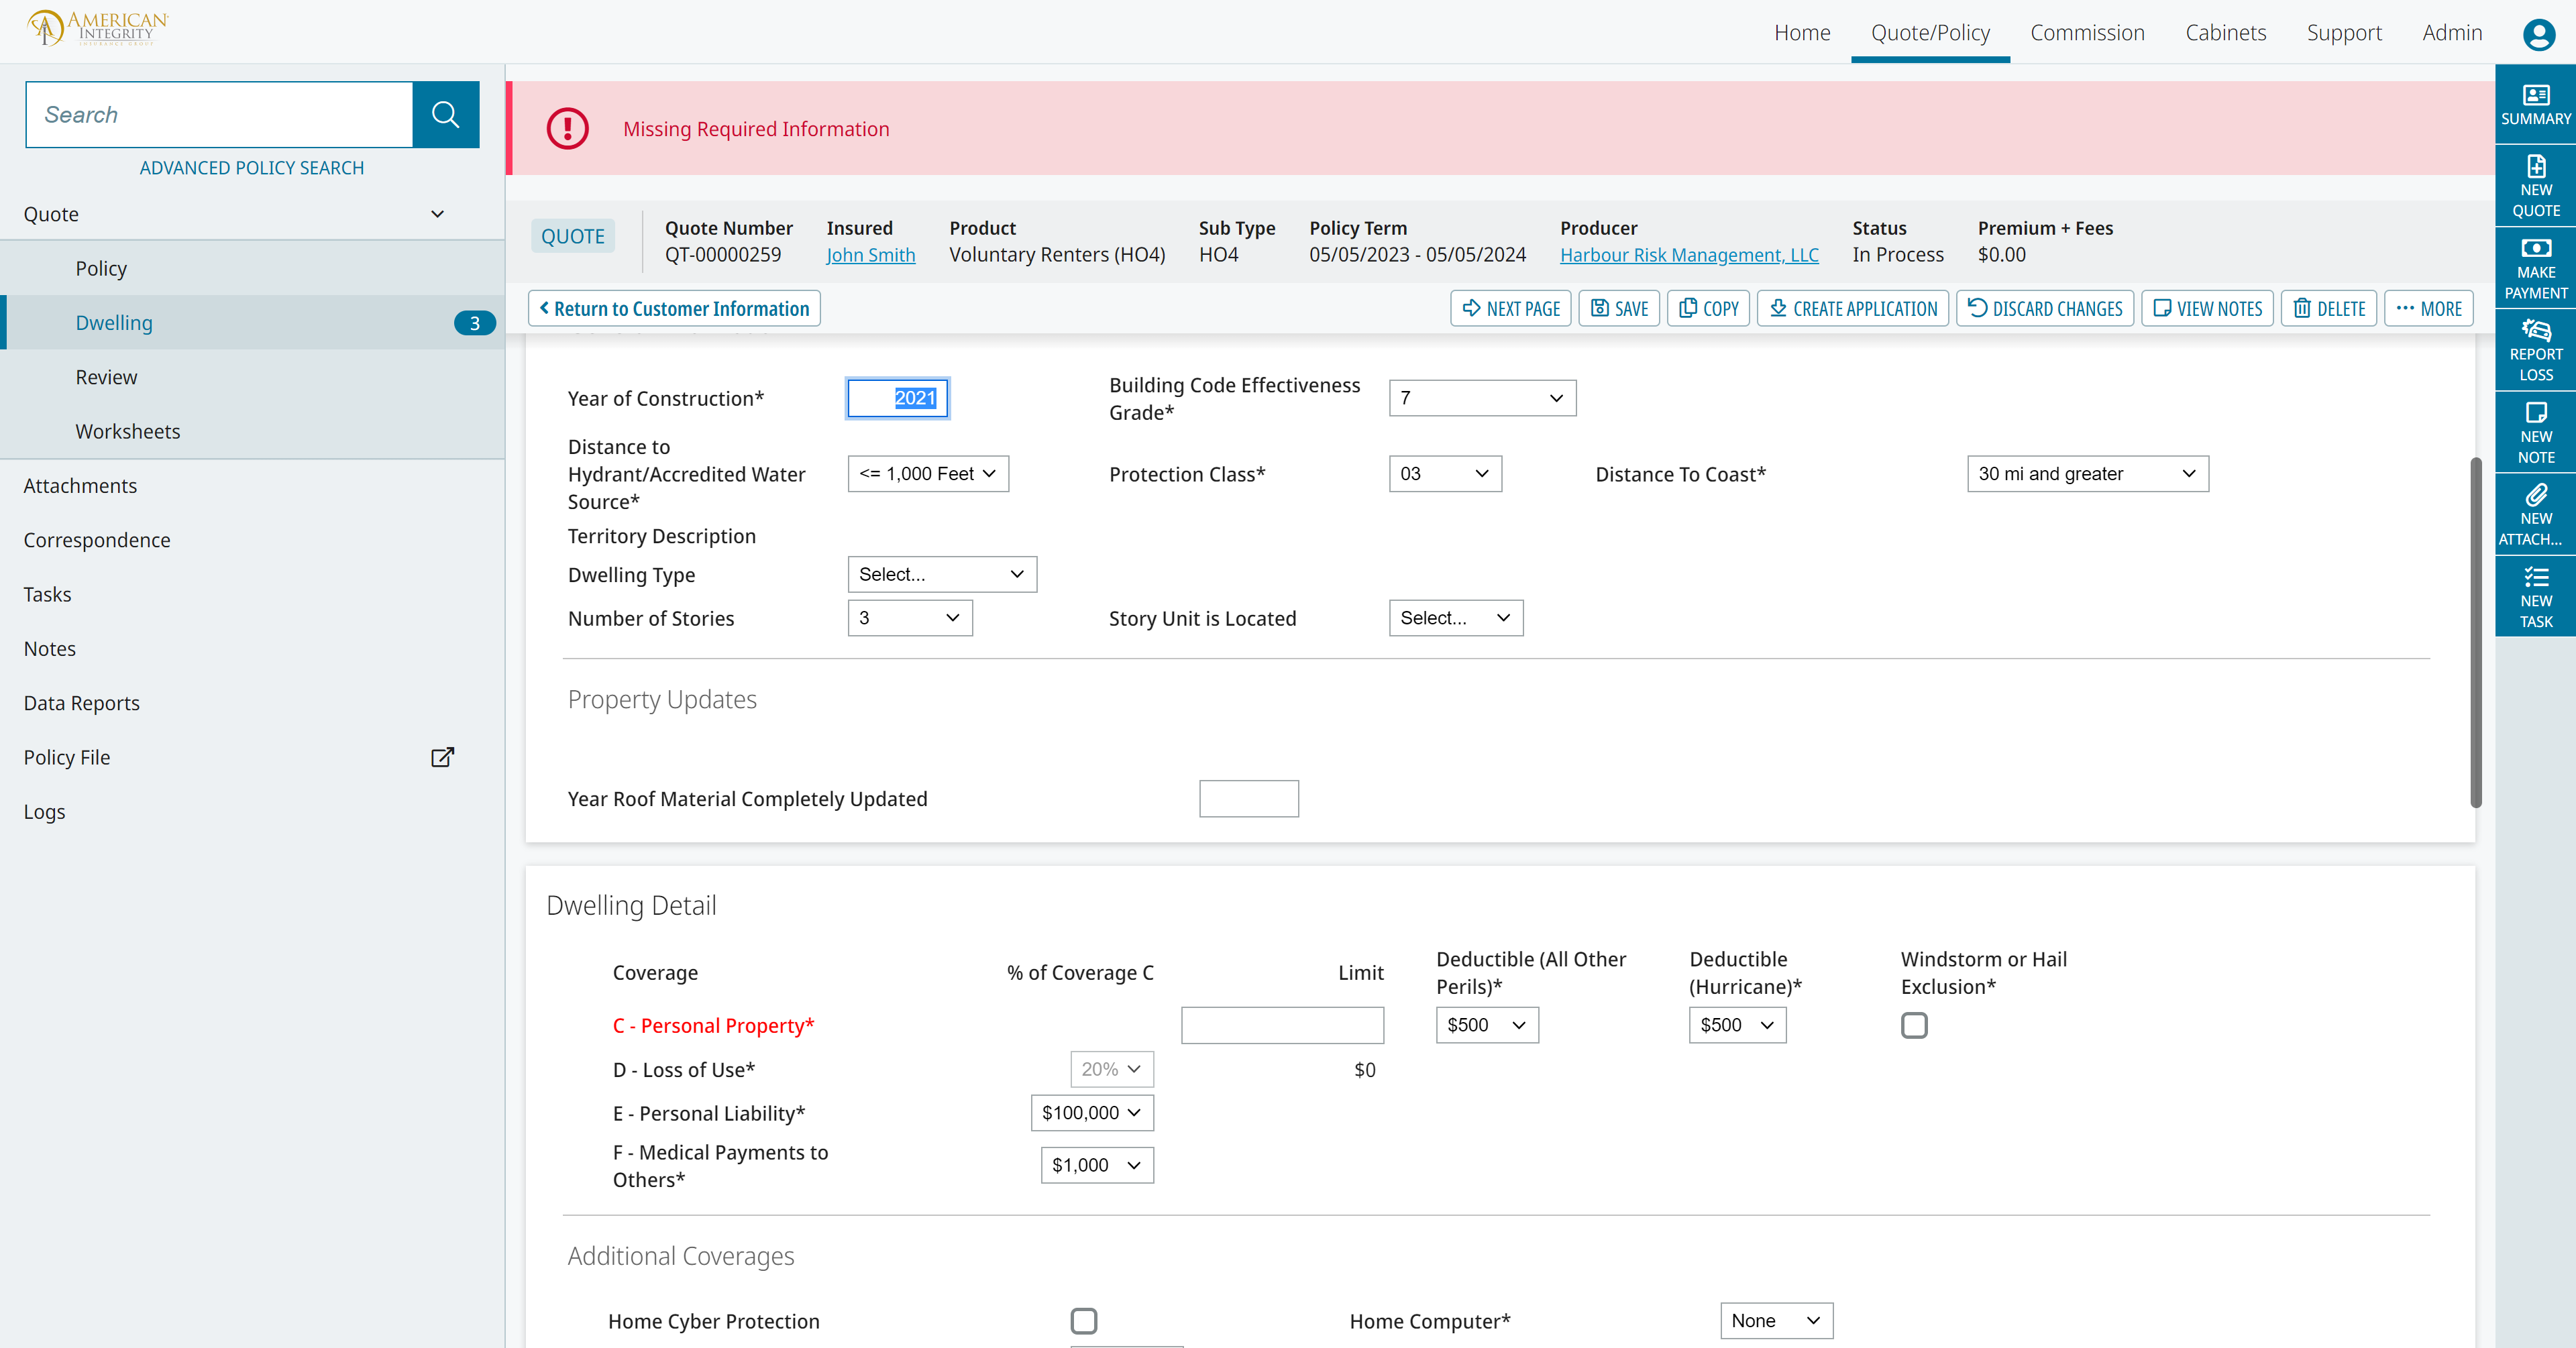 AMERICAN
INTEGRITY
INSURANCE GROUP
Home
Quote/Policy
Commission
Cabinets
Support
Admin
Search
ADVANCED POLICY SEARCH
Quote
Policy
Dwelling 3
Review
Worksheets
Attachments
Correspondence
Tasks
Notes
Data Reports
Policy File
Logs
Missing Required Information
QUOTE
Quote Number Insured Product Sub Type Policy Term Producer Status Premium + Fees
QT-00000259 John Smith Voluntary Renters (HO4) HO4 05/05/2023 - 05/05/2024 Harbour Risk Management, LLC In Process $0.00
Return to Customer Information
NEXT PAGE
SAVE
COPY
CREATE APPLICATION
DISCARD CHANGES
VIEW NOTES
DELETE
MORE
Year of Construction* 2021
Building Code Effectiveness
Grade* 7
Distance to
Hydrant/Accredited Water
Source* <= 1,000 Feet
Protection Class* 03
Distance To Coast* 30 mi and greater
Territory Description
Dwelling Type Select...
Number of Stories 3
Story Unit is Located Select...
Property Updates
Year Roof Material Completely Updated
Dwelling Detail
Coverage
% of Coverage C
Limit
Deductible (All Other
Perils)*
Deductible
(Hurricane)*
Windstorm or Hail
Exclusion*
C - Personal Property* $500 $500
D - Loss of Use* 20% $0
E - Personal Liability* $100,000
F - Medical Payments to
Others* $1,000
Additional Coverages
Home Cyber Protection
Home Computer* None
SUMMARY
NEW
QUOTE
MAKE
PAYMENT
REPORT
LOSS
NEW
NOTE
NEW
ATTACH...
NEW
TASK